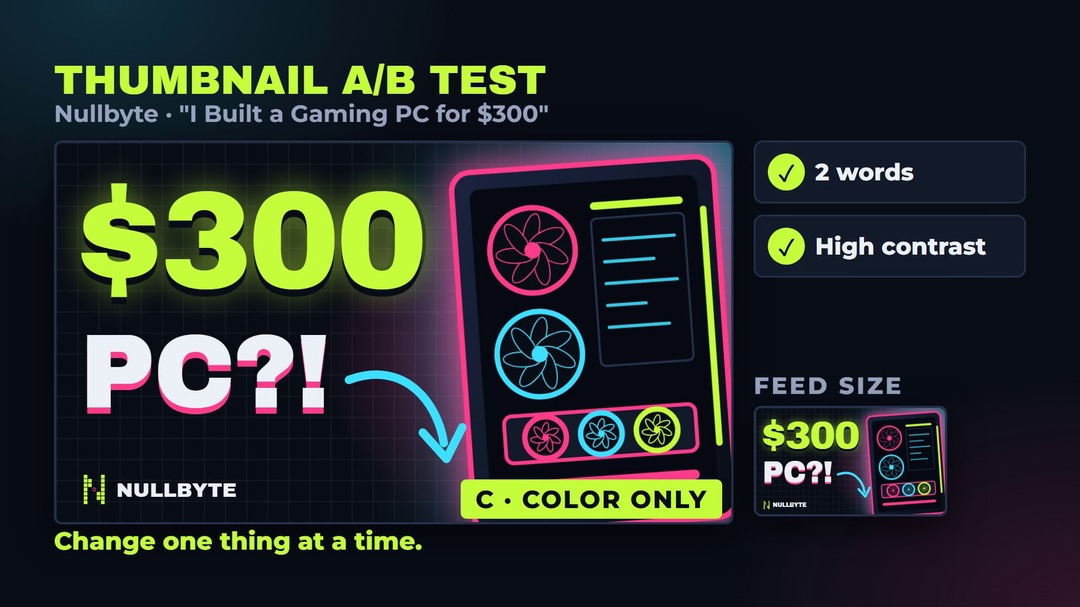 THUMBNAIL A/B TEST
Nullbyte · "I Built a Gaming PC for $300"
$300
PC?!
NULLBYTE
C · COLOR ONLY
Change one thing at a time.
✓ 2 words
✓ High contrast
FEED SIZE
$300
PC?!
NULLBYTE